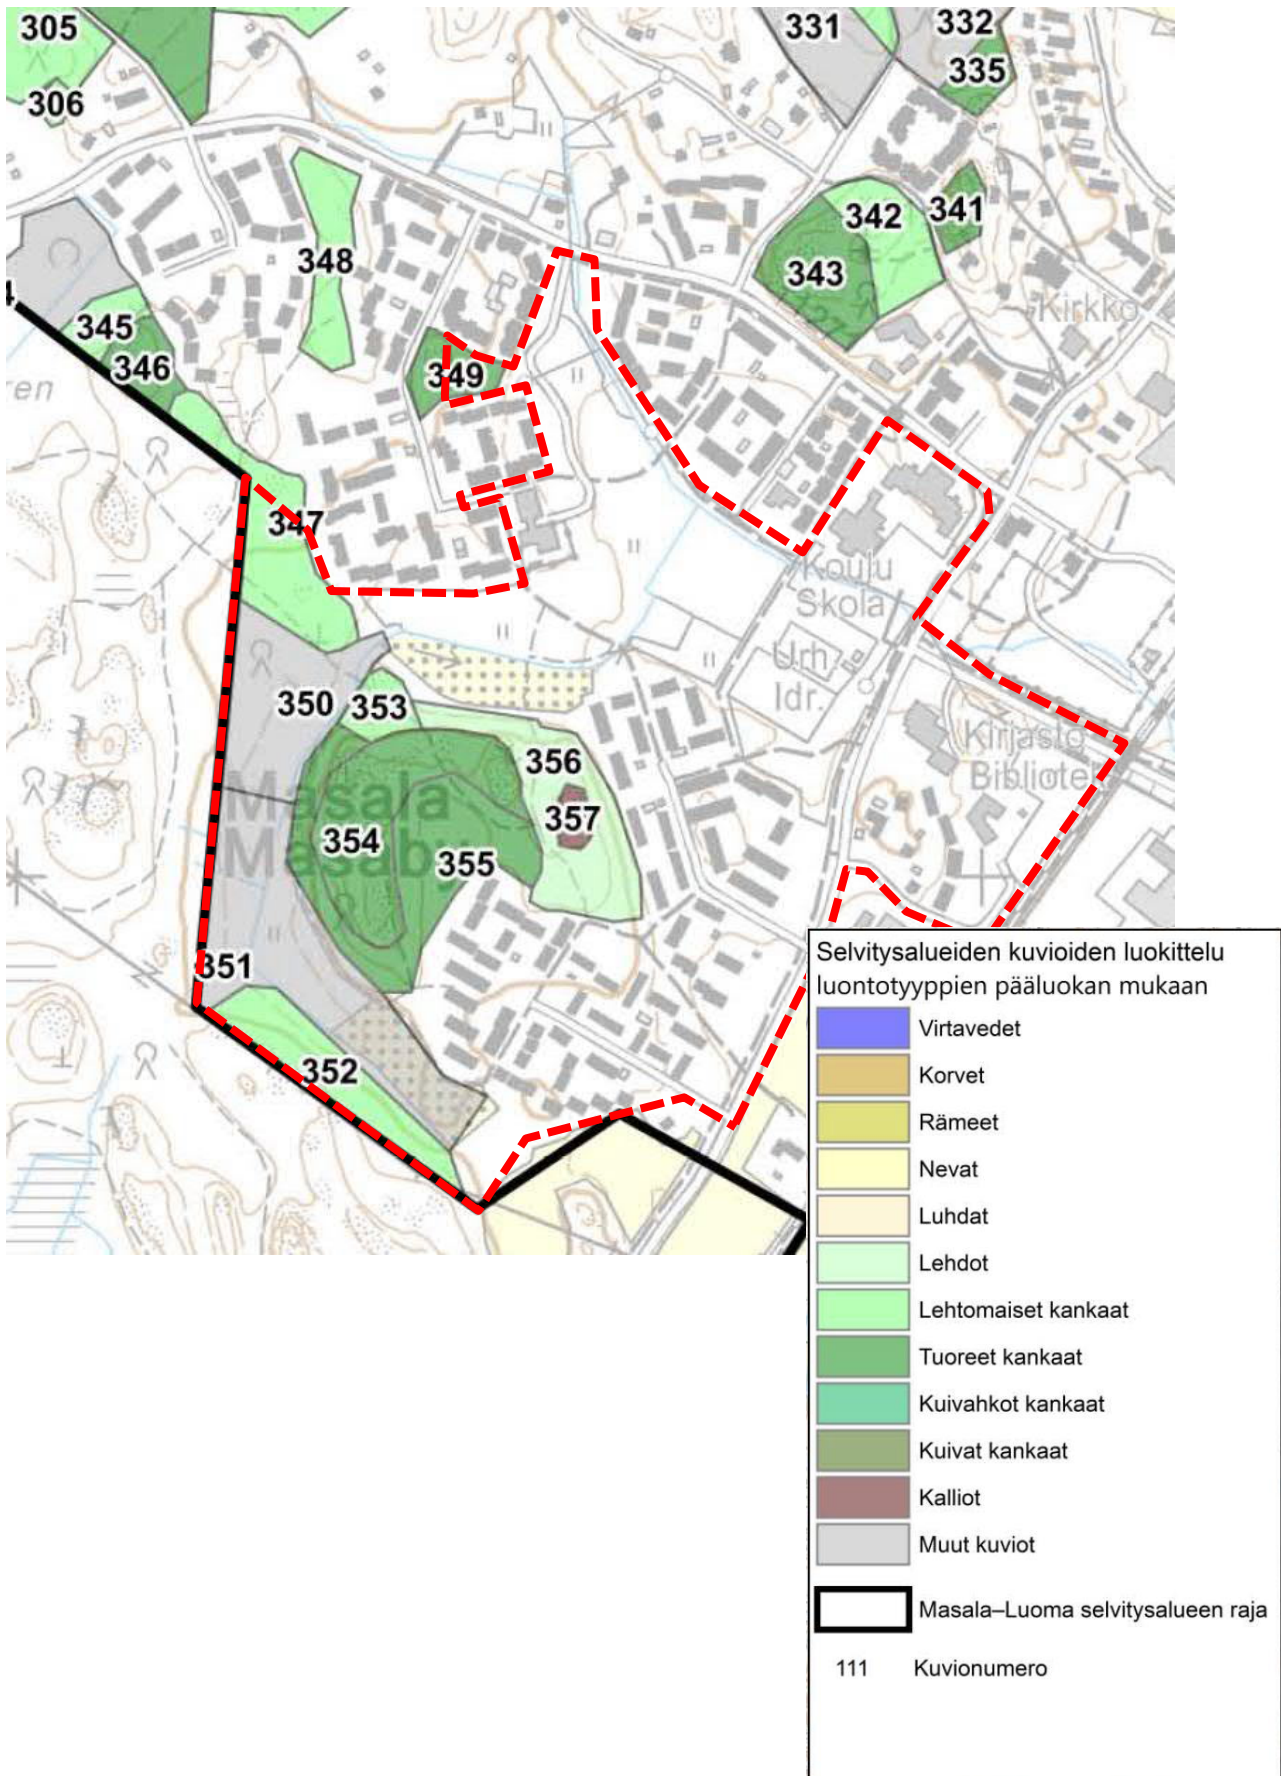 305
331
332
335
306
342
341
348
343
Kirkko
345
346
en
349
347
Koulu
Skola
Urh.
Idr.
350
353
Kirjasto
356
Masala
357
354
355
351
352
Selvitysalueiden kuvioiden luokittelu
luontotyyppien pääluokan mukaan
Virtavedet
Korvet
Rämeet
Nevat
Luhdat
Lehdot
Lehtomaiset kankaat
Tuoreet kankaat
Kuivahkot kankaat
Kuivat kankaat
Kalliot
Muut kuviot
Masala–Luoma selvitysalueen raja
111 Kuvionumero